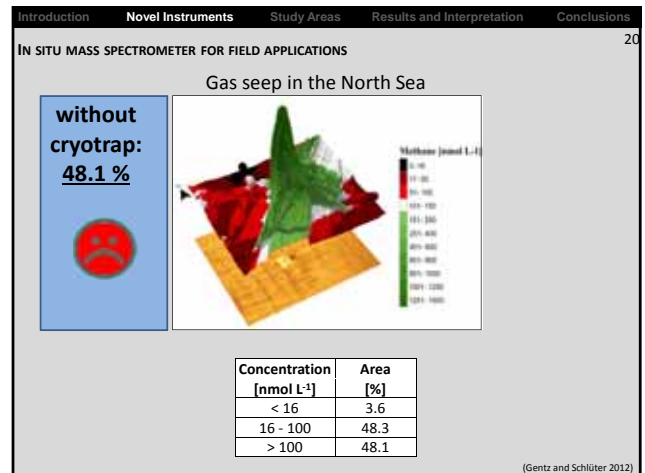 Introduction Novel Instruments Study Areas Results and Interpretation Conclusions
20
IN SITU MASS SPECTROMETER FOR FIELD APPLICATIONS
Gas seep in the North Sea
without
cryotrap:
48.1 %
Methane [nmol L-1]
Concentration Area
[nmol L-1] [%]
< 16 3.6
16 - 100 48.3
> 100 48.1
(Gentz and Schlüter 2012)